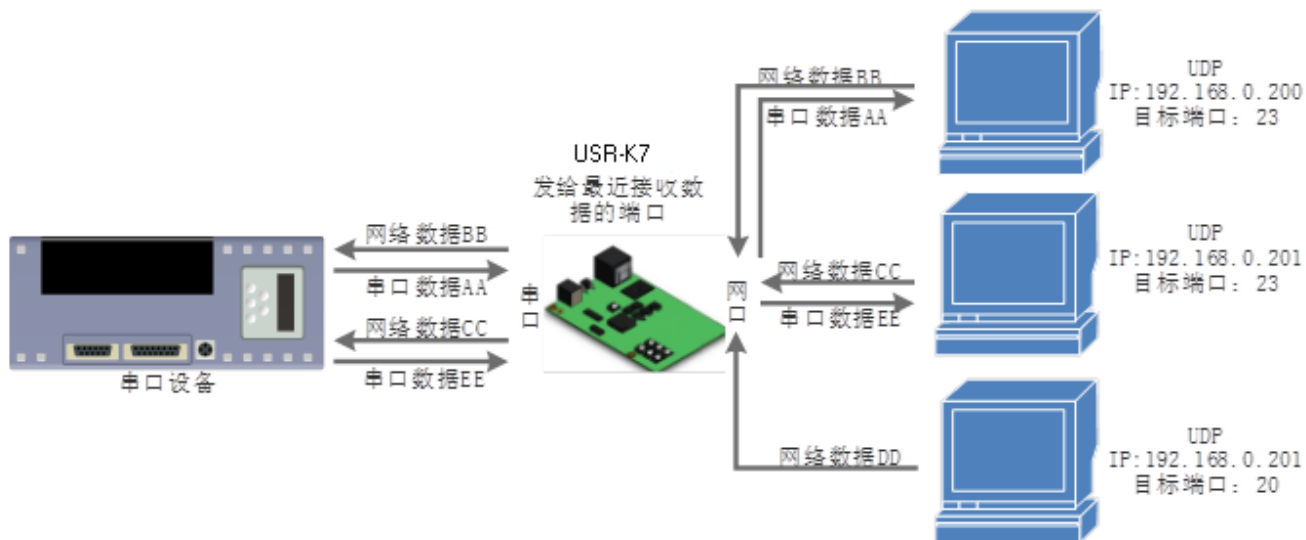 网络数据BB
串口数据AA
UDP
IP:192.168.0.200
目标端口：23
USR-K7
发给最近接收数
据的端口
网络数据BB
串口数据AA
网络数据CC
串口数据EE
串口设备
串口
网口
网络数据CC
串口数据EE
UDP
IP:192.168.0.201
目标端口：23
网络数据DD
UDP
IP:192.168.0.201
目标端口：20